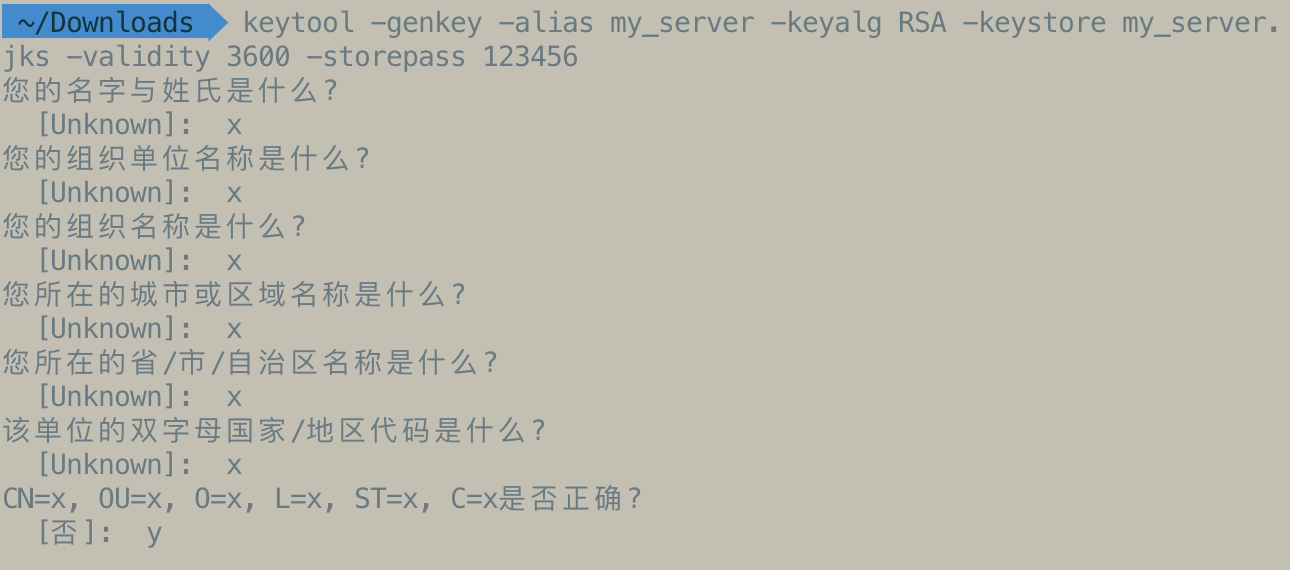 ~/Downloads keytool -genkey -alias my_server -keyalg RSA -keystore my_server.
jks -validity 3600 -storepass 123456
您的名字与姓氏是什么?
[Unknown]: x
您的组织单位名称是什么?
[Unknown]: x
您的组织名称是什么?
[Unknown]: x
您所在的城市或区域名称是什么?
[Unknown]: x
您所在的省/市/自治区名称是什么?
[Unknown]: x
该单位的双字母国家/地区代码是什么?
[Unknown]: x
CN=x, OU=x, O=x, L=x, ST=x, C=x是否正确?
[否]: y